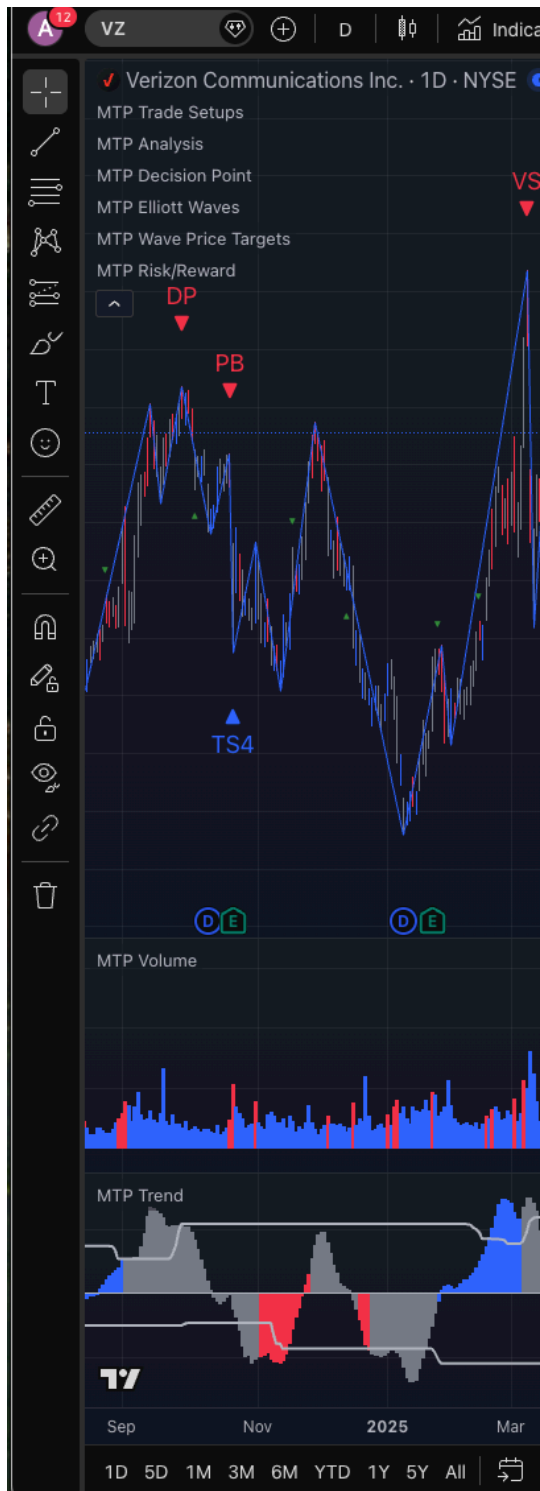 A 12 VZ D Indica
Verizon Communications Inc. · 1D · NYSE
MTP Trade Setups
MTP Analysis
MTP Decision Point
MTP Elliott Waves
MTP Wave Price Targets
MTP Risk/Reward
VS
DP
PB
TS4
D E D E
MTP Volume
MTP Trend
Sep Nov 2025 Mar
1D 5D 1M 3M 6M YTD 1Y 5Y All